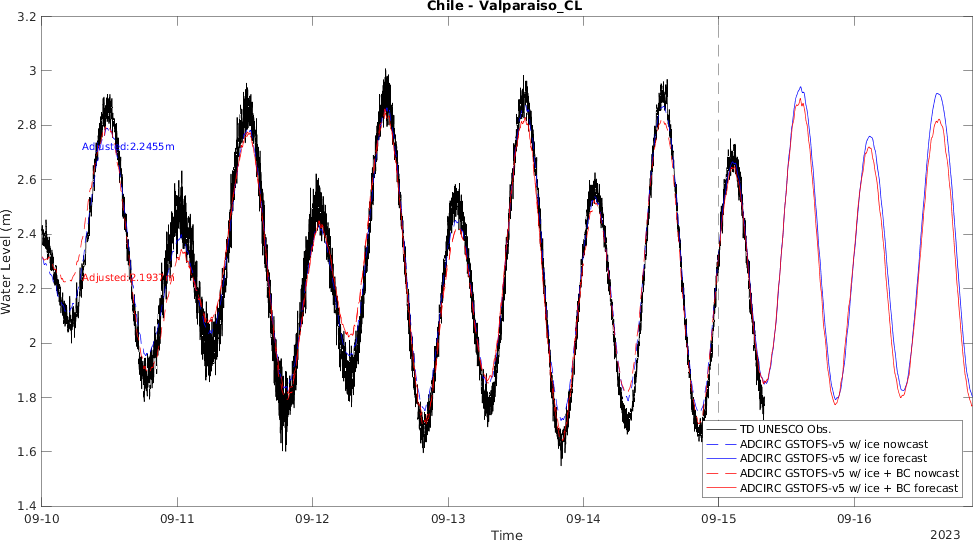 Chile - Valparaiso_CL
3.2
3
2.8
2.6
2.4
2.2
2
1.8
1.6
1.4
Water Level (m)
Adjusted:2.2455m
Adjusted:2.1937m
TD UNESCO Obs.
ADCIRC GSTOFS-v5 w/ ice nowcast
ADCIRC GSTOFS-v5 w/ ice forecast
ADCIRC GSTOFS-v5 w/ ice + BC nowcast
ADCIRC GSTOFS-v5 w/ ice + BC forecast
09-10 09-11 09-12 09-13 09-14 09-15 09-16
Time
2023